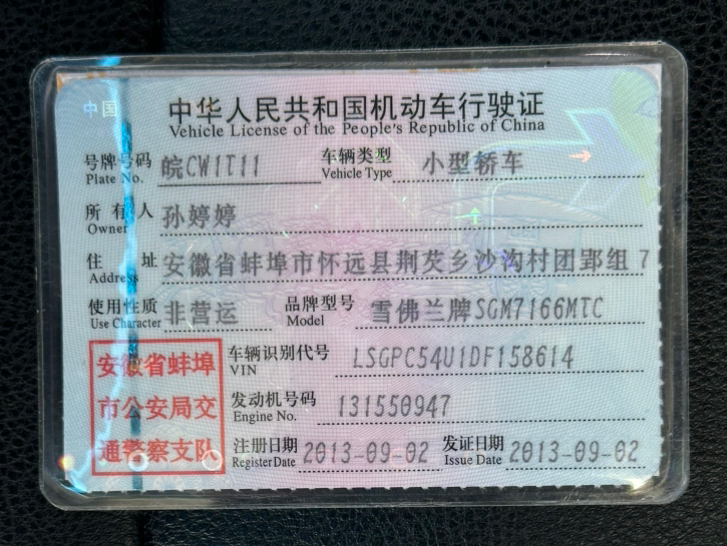 中国
中华人民共和国机动车行驶证
Vehicle License of the People's Republic of China
号牌号码 皖CW1T11 车辆类型 小型轿车
Plate No. Vehicle Type
所有人 孙婷婷
Owner
住址 安徽省蚌埠市怀远县荆芡乡沙沟村团郢组7
Address
使用性质 非营运 品牌型号 雪佛兰牌SGM7166MTC
Use Character Model
安徽省蚌埠
市公安局交
通警察支队
车辆识别代号 LSGPC54U1DF158614
VIN
发动机号码 131550947
Engine No.
注册日期 2013-09-02 发证日期 2013-09-02
Register Date Issue Date